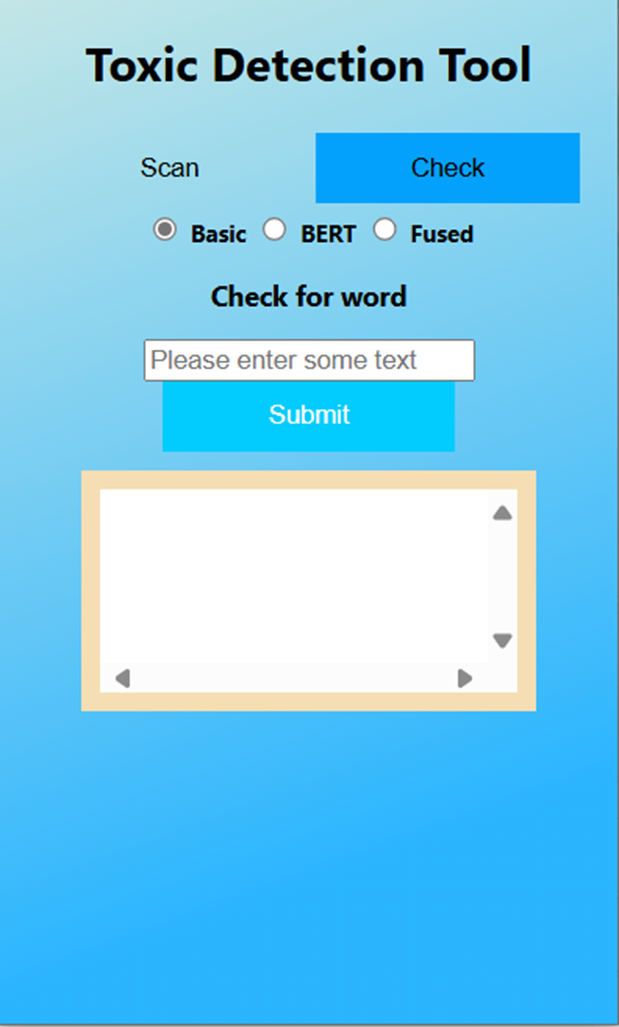 Toxic Detection Tool
Scan Check
Basic BERT Fused
Check for word
Please enter some text
Submit